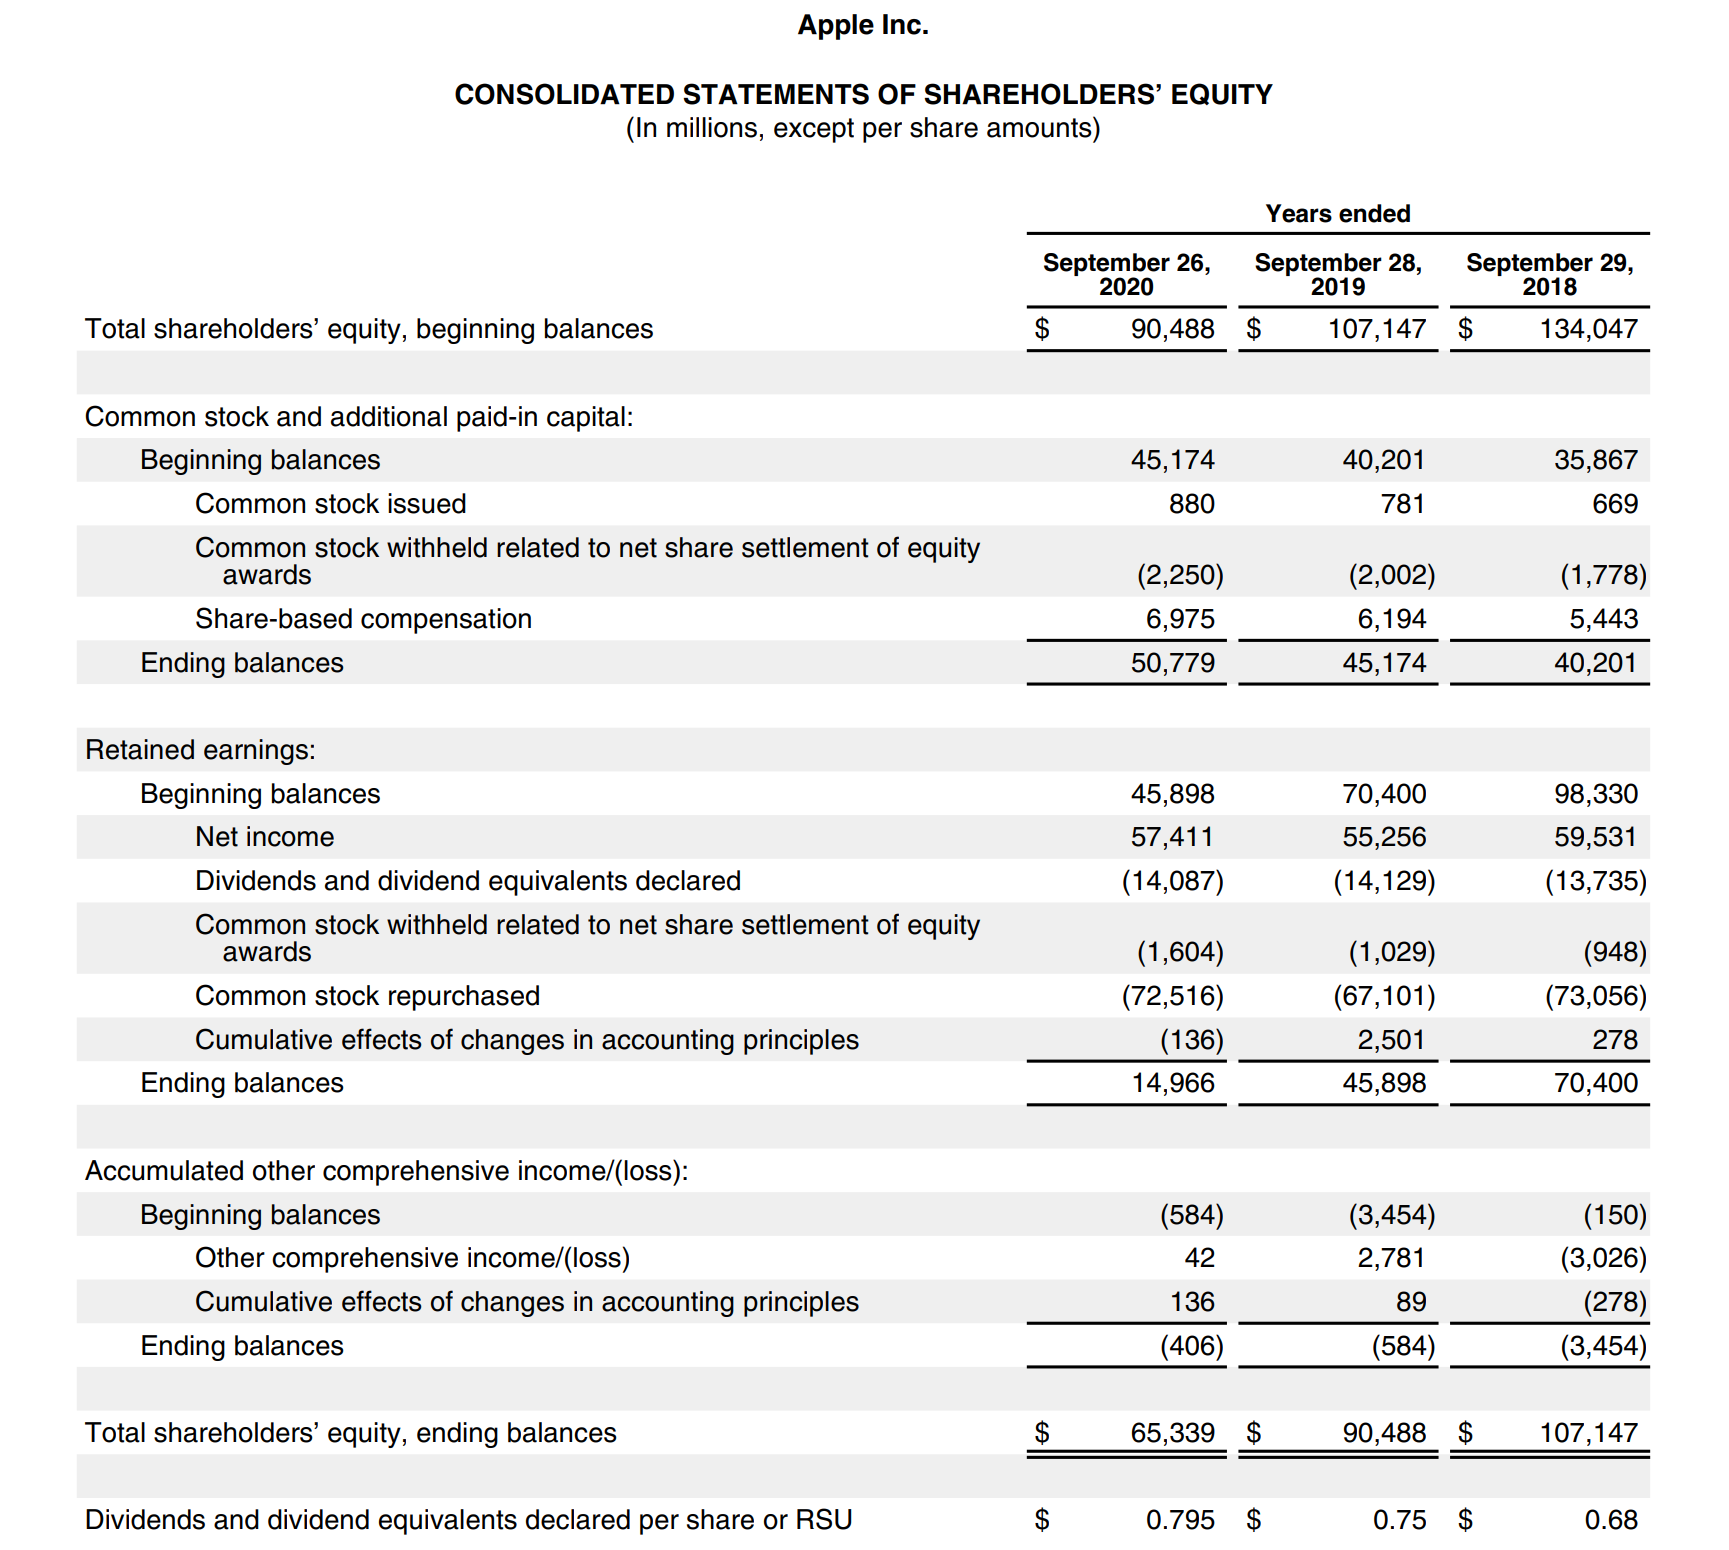 Apple Inc.
CONSOLIDATED STATEMENTS OF SHAREHOLDERS’ EQUITY
(In millions, except per share amounts)
Years ended
September 26, 2020 September 28, 2019 September 29, 2018
Total shareholders’ equity, beginning balances $ 90,488 $ 107,147 $ 134,047
Common stock and additional paid-in capital:
Beginning balances 45,174 40,201 35,867
Common stock issued 880 781 669
Common stock withheld related to net share settlement of equity
awards (2,250) (2,002) (1,778)
Share-based compensation 6,975 6,194 5,443
Ending balances 50,779 45,174 40,201
Retained earnings:
Beginning balances 45,898 70,400 98,330
Net income 57,411 55,256 59,531
Dividends and dividend equivalents declared (14,087) (14,129) (13,735)
Common stock withheld related to net share settlement of equity
awards (1,604) (1,029) (948)
Common stock repurchased (72,516) (67,101) (73,056)
Cumulative effects of changes in accounting principles (136) 2,501 278
Ending balances 14,966 45,898 70,400
Accumulated other comprehensive income/(loss):
Beginning balances (584) (3,454) (150)
Other comprehensive income/(loss) 42 2,781 (3,026)
Cumulative effects of changes in accounting principles 136 89 (278)
Ending balances (406) (584) (3,454)
Total shareholders’ equity, ending balances $ 65,339 $ 90,488 $ 107,147
Dividends and dividend equivalents declared per share or RSU $ 0.795 $ 0.75 $ 0.68